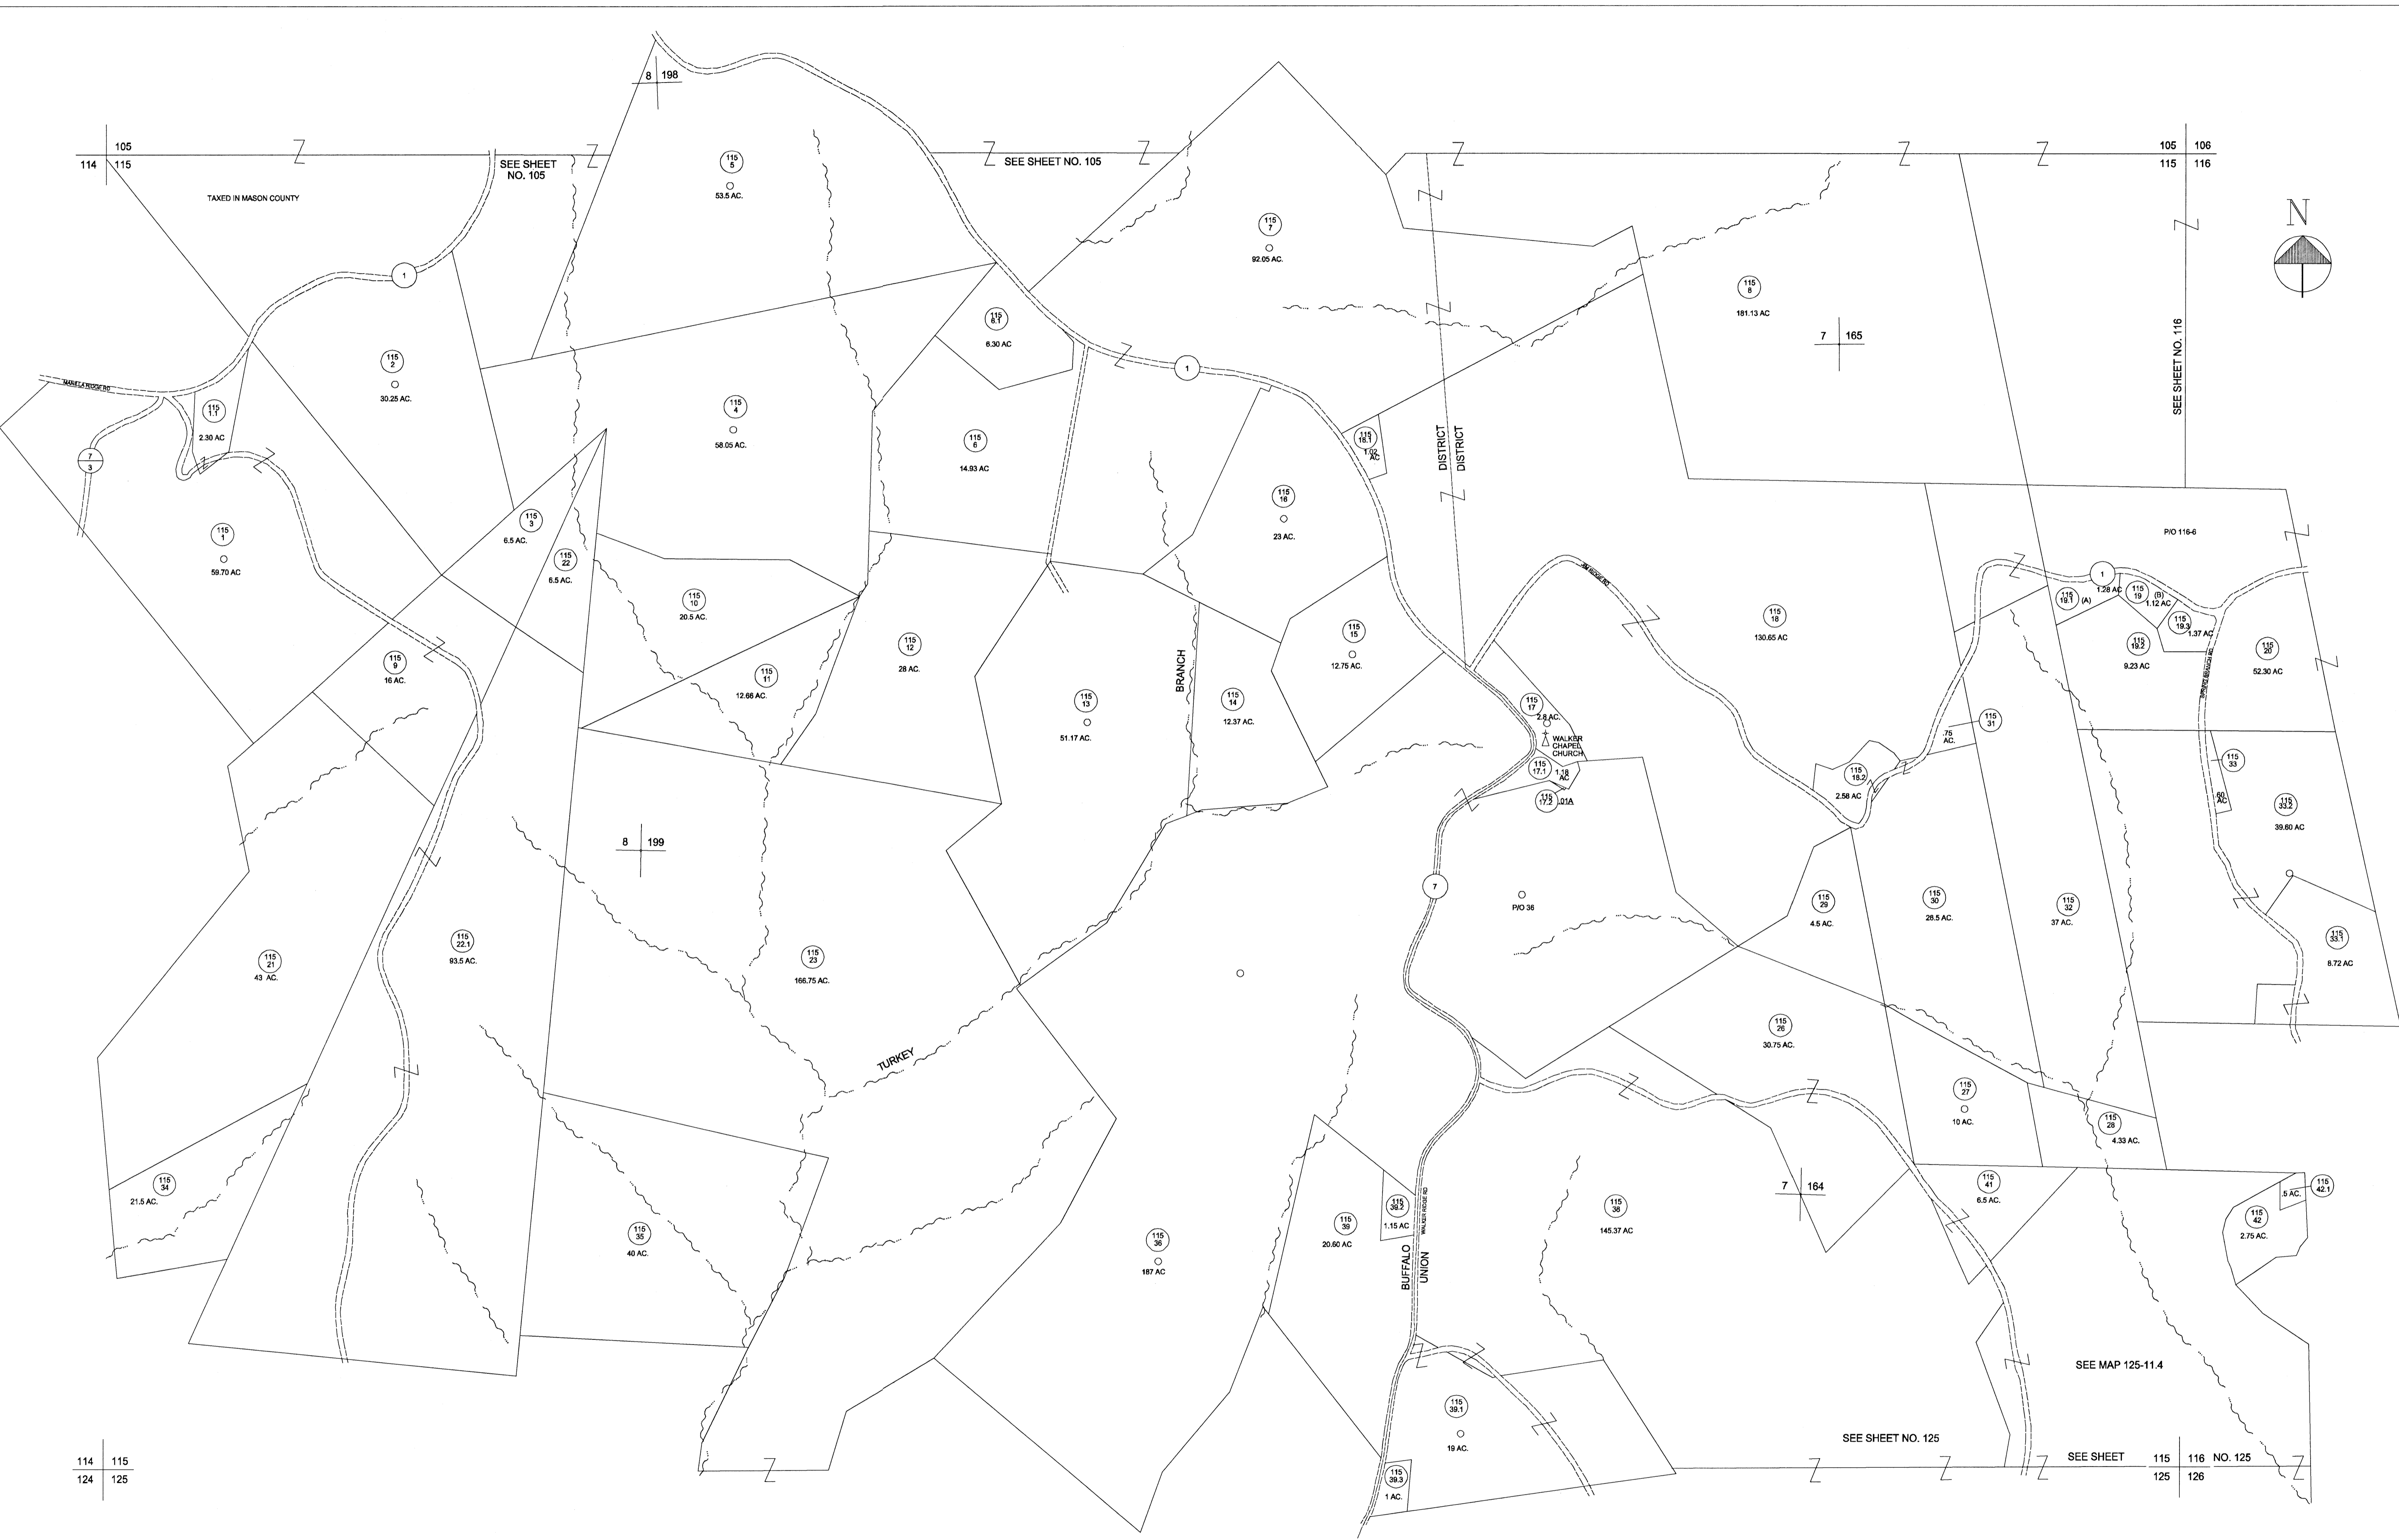 8 198
105
114 115
SEE SHEET
NO. 105
SEE SHEET NO. 105
105 106
115 116
TAXED IN MASON COUNTY
115
5
53.5 AC.
115
7
92.05 AC.
N
1
115
8
181.13 AC
7 165
SEE SHEET NO. 116
115
6.1
6.30 AC
115
2
30.25 AC.
1
115
1.1
2.30 AC
115
4
58.05 AC.
115
6
14.93 AC
115
18.1
1.02
AC
DISTRICT
DISTRICT
7
3
115
16
23 AC.
115
3
6.5 AC.
115
1
59.70 AC
115
22
6.5 AC.
P/O 116-6
1
1.28 AC
115
19.1
(A)
115
19
(B)
1.12 AC
115
19.3
1.37 AC
115
10
20.5 AC.
115
18
130.65 AC
115
15
12.75 AC.
115
12
28 AC.
115
19.2
9.23 AC
115
20
52.30 AC
115
9
16 AC.
115
11
12.66 AC.
BRANCH
115
13
51.17 AC.
115
14
12.37 AC.
115
17
2.8 AC.
WALKER
CHAPEL
CHURCH
115
17.1
1.18
AC
115
17.2
.01A
115
31
.75
AC.
115
18.2
2.58 AC
115
33
.60
AC
115
33.2
39.60 AC
8 199
7
P/O 36
115
29
4.5 AC.
115
30
26.5 AC.
115
32
37 AC.
115
33.1
8.72 AC
115
21
43 AC.
115
22.1
93.5 AC.
115
23
166.75 AC.
TURKEY
115
26
30.75 AC.
115
27
10 AC.
115
28
4.33 AC.
115
34
21.5 AC.
115
35
40 AC.
115
36
187 AC
115
39
20.60 AC
115
39.2
1.15 AC
WALKER RIDGE RD
BUFFALO
UNION
115
38
145.37 AC
7 164
115
41
6.5 AC.
.5 AC.
115
42.1
115
42
2.75 AC.
SEE MAP 125-11.4
115
39.1
19 AC.
115
39.3
1 AC.
SEE SHEET NO. 125
SEE SHEET
115 116
125 126
NO. 125
114 115
124 125